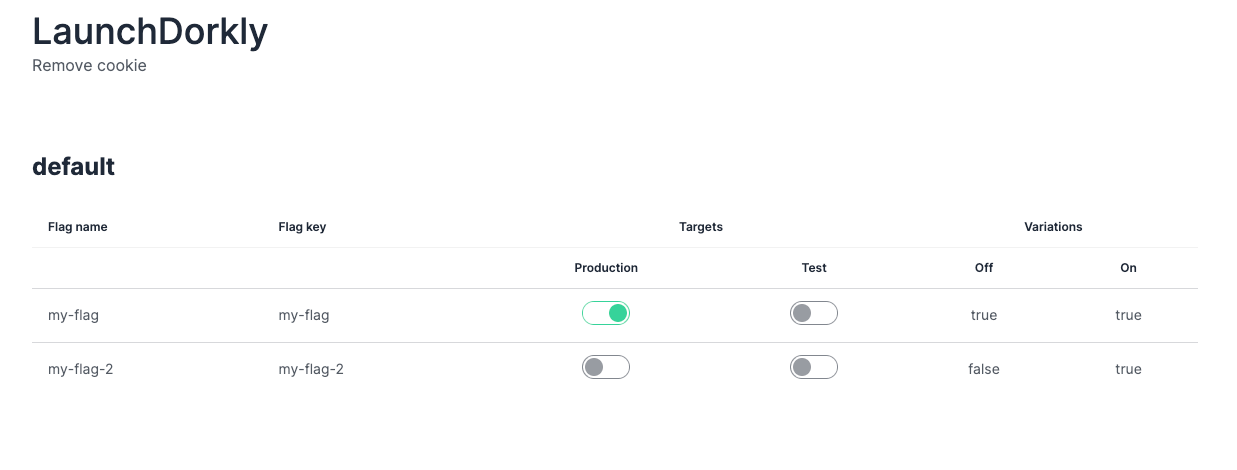 LaunchDorkly
Remove cookie
default
Flag name Flag key Targets Variations
Production Test Off On
my-flag my-flag true true
my-flag-2 my-flag-2 false true